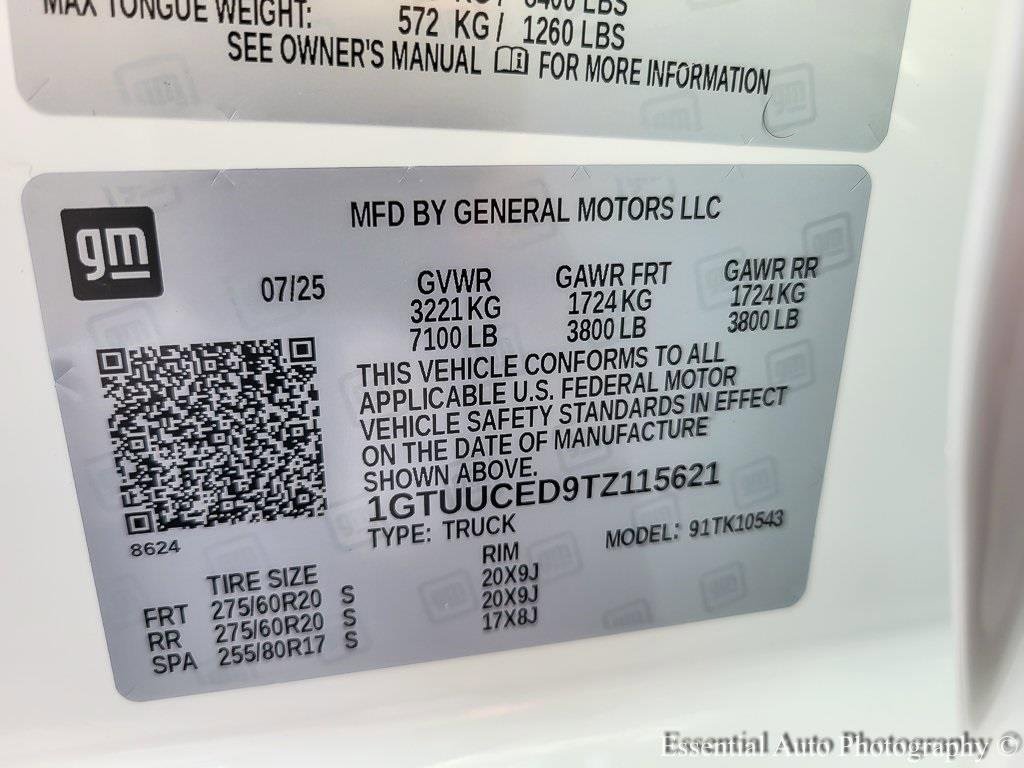 MAX TONGUE WEIGHT: 572 KG / 1260 LBS
SEE OWNER'S MANUAL FOR MORE INFORMATION
gm
MFD BY GENERAL MOTORS LLC
07/25 GVWR GAWR FRT GAWR RR
3221 KG 1724 KG 1724 KG
7100 LB 3800 LB 3800 LB
THIS VEHICLE CONFORMS TO ALL
APPLICABLE U.S. FEDERAL MOTOR
VEHICLE SAFETY STANDARDS IN EFFECT
ON THE DATE OF MANUFACTURE
SHOWN ABOVE.
1GTUUCED9TZ115621
TYPE: TRUCK MODEL: 91TK10543
8624
TIRE SIZE RIM
FRT 275/60R20 S 20X9J
RR 275/60R20 S 20X9J
SPA 255/80R17 S 17X8J
Essential Auto Photography ©